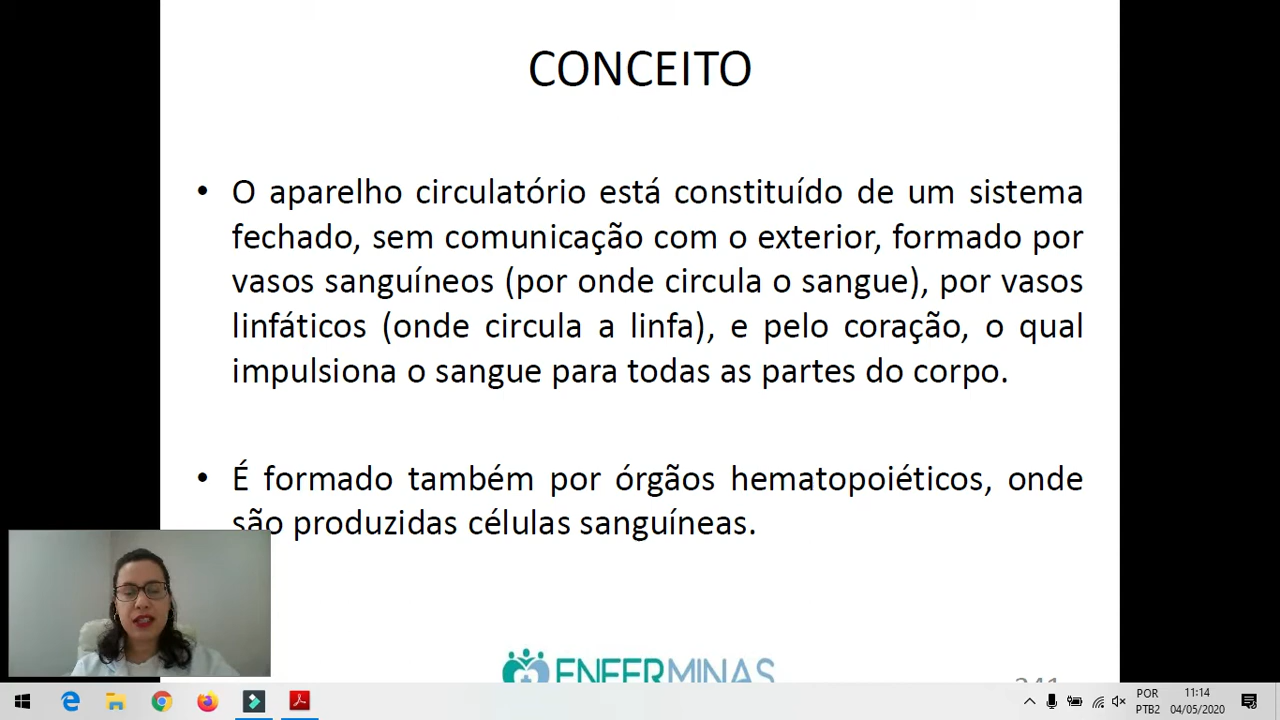 CONCEITO
• O aparelho circulatório está constituído de um sistema
fechado, sem comunicação com o exterior, formado por
vasos sanguíneos (por onde circula o sangue), por vasos
linfáticos (onde circula a linfa), e pelo coração, o qual
impulsiona o sangue para todas as partes do corpo.
• É formado também por órgãos hematopoiéticos, onde
são produzidas células sanguíneas.
ENFERMINAS
241
POR
PTB2
11:14
04/05/2020